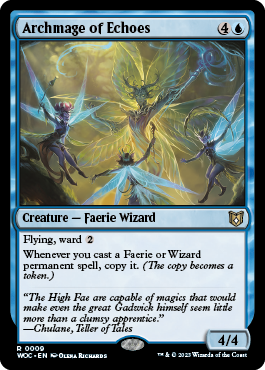 Archmage of Echoes 4
Creature — Faerie Wizard
Flying, ward 2
Whenever you cast a Faerie or Wizard
permanent spell, copy it. (The copy becomes a
token.)
“The High Fae are capable of magics that would
make even the great Gadwick himself seem little
more than a clumsy apprentice.”
—Chulane, Teller of Tales
4/4
R 0009
WOC • EN Olena Richards
™ & © 2023 Wizards of the Coast